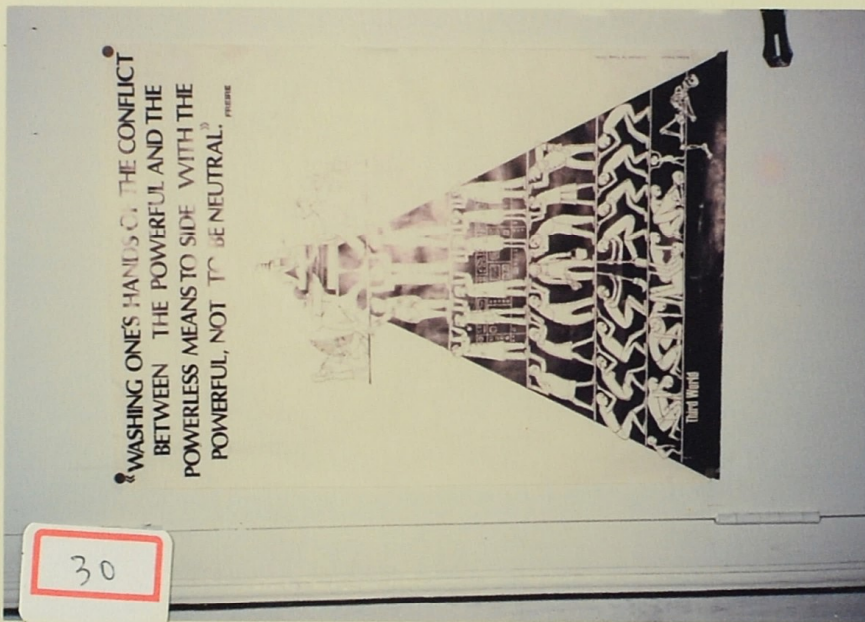 "WASHING ONE'S HANDS OF THE CONFLICT
BETWEEN THE POWERFUL AND THE
POWERLESS MEANS TO SIDE WITH THE
POWERFUL, NOT TO BE NEUTRAL."
FREIRE
Third World
30